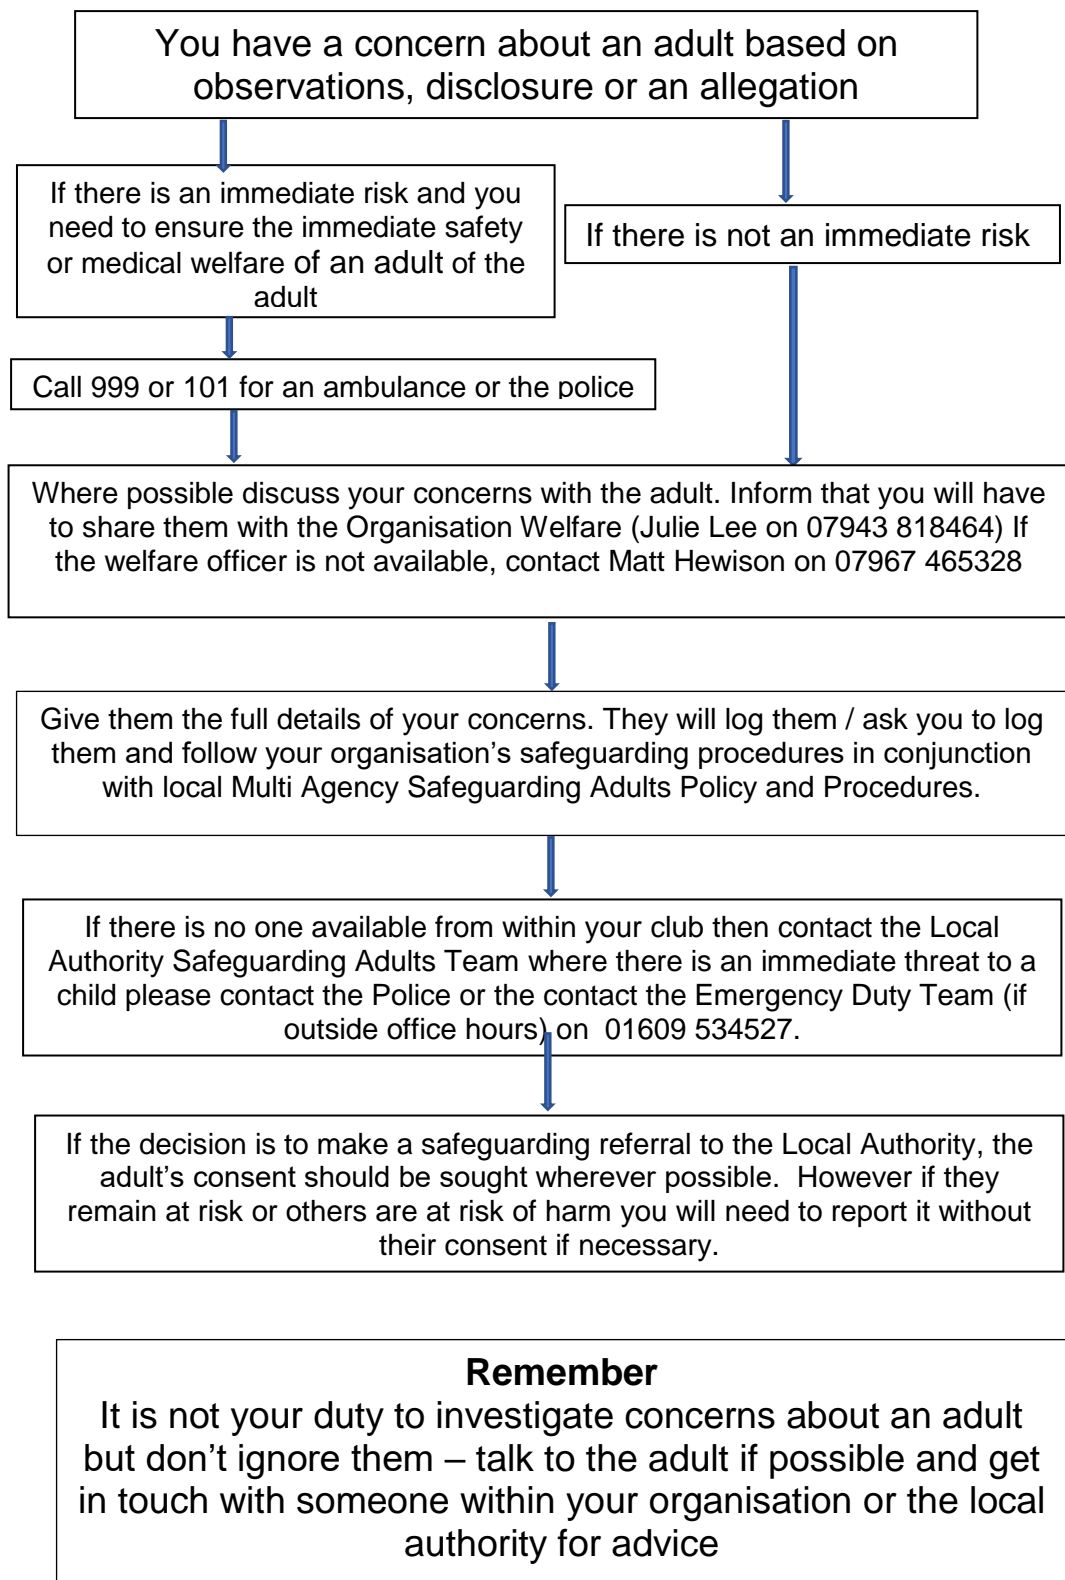 You have a concern about an adult based on
observations, disclosure or an allegation
If there is an immediate risk and you
need to ensure the immediate safety
or medical welfare of an adult of the
adult
If there is not an immediate risk
Call 999 or 101 for an ambulance or the police
Where possible discuss your concerns with the adult. Inform that you will have
to share them with the Organisation Welfare (Julie Lee on 07943 818464) If
the welfare officer is not available, contact Matt Hewison on 07967 465328
Give them the full details of your concerns. They will log them / ask you to log
them and follow your organisation’s safeguarding procedures in conjunction
with local Multi Agency Safeguarding Adults Policy and Procedures.
If there is no one available from within your club then contact the Local
Authority Safeguarding Adults Team where there is an immediate threat to a
child please contact the Police or the contact the Emergency Duty Team (if
outside office hours) on  01609 534527.
If the decision is to make a safeguarding referral to the Local Authority, the
adult’s consent should be sought wherever possible.  However if they
remain at risk or others are at risk of harm you will need to report it without
their consent if necessary.
Remember
It is not your duty to investigate concerns about an adult
but don’t ignore them – talk to the adult if possible and get
in touch with someone within your organisation or the local
authority for advice